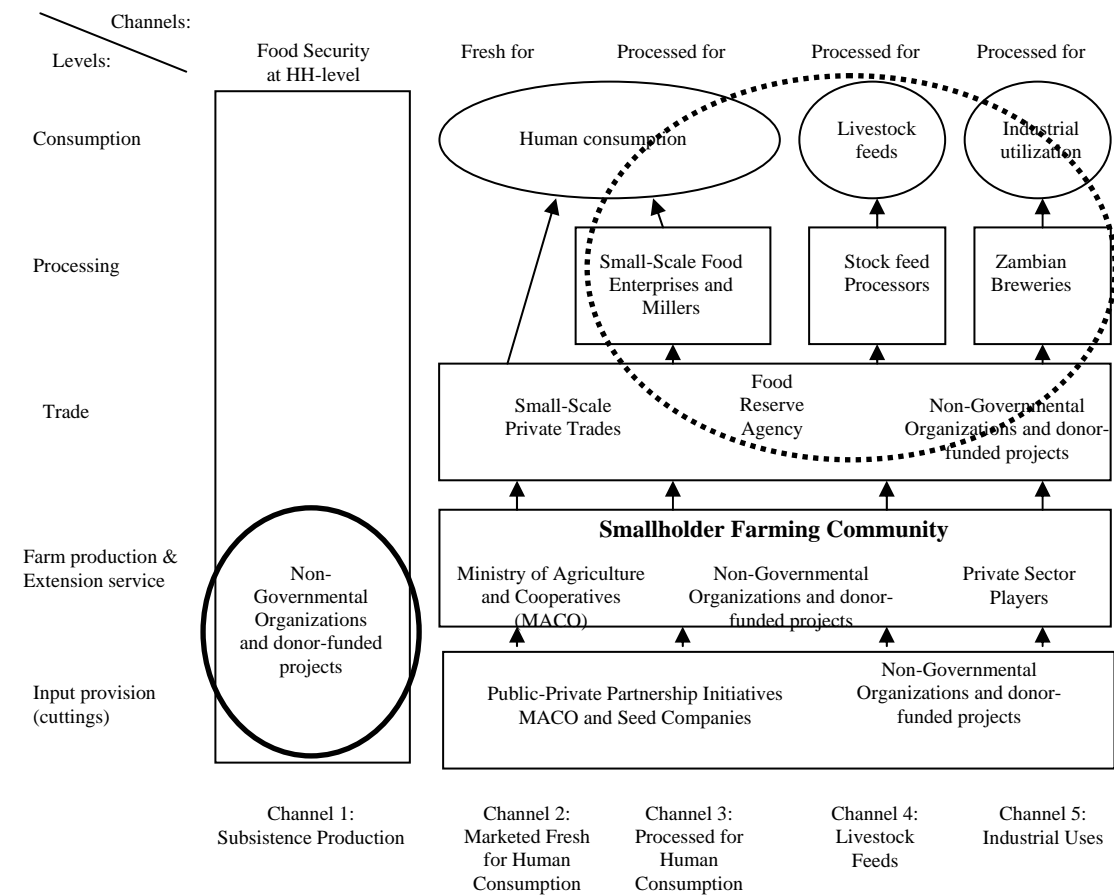 Channels:
Levels:
Food Security
at HH-level
Fresh for
Processed for
Processed for
Processed for
Consumption
Human consumption
Livestock
feeds
Industrial
utilization
Processing
Small-Scale Food
Enterprises and
Millers
Stock feed
Processors
Zambian
Breweries
Trade
Small-Scale
Private Trades
Food
Reserve
Agency
Non-Governmental
Organizations and donor-
funded projects
Smallholder Farming Community
Farm production &
Extension service
Non-
Governmental
Organizations
and donor-funded
projects
Ministry of Agriculture
and Cooperatives
(MACO)
Non-Governmental
Organizations and donor-
funded projects
Private Sector
Players
Input provision
(cuttings)
Public-Private Partnership Initiatives
MACO and Seed Companies
Non-Governmental
Organizations and donor-
funded projects
Channel 1:
Subsistence Production
Channel 2:
Marketed Fresh
for Human
Consumption
Channel 3:
Processed for
Human
Consumption
Channel 4:
Livestock
Feeds
Channel 5:
Industrial Uses